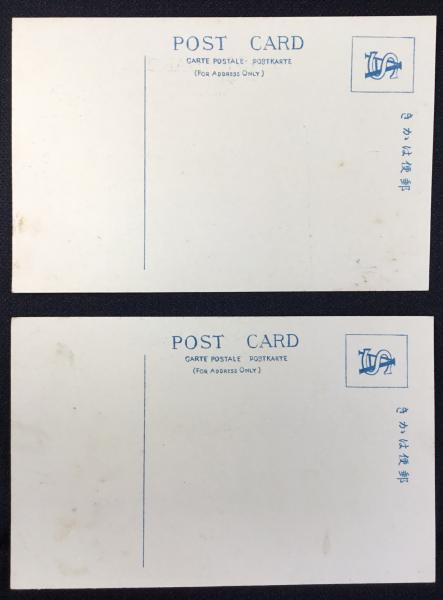 POST CARD
CARTE POSTALE - POSTKARTE
(FOR ADDRESS ONLY)
きかは便郵
POST CARD
CARTE POSTALE POSTKARTE
(FOR ADDRESS ONLY)
きかは便郵